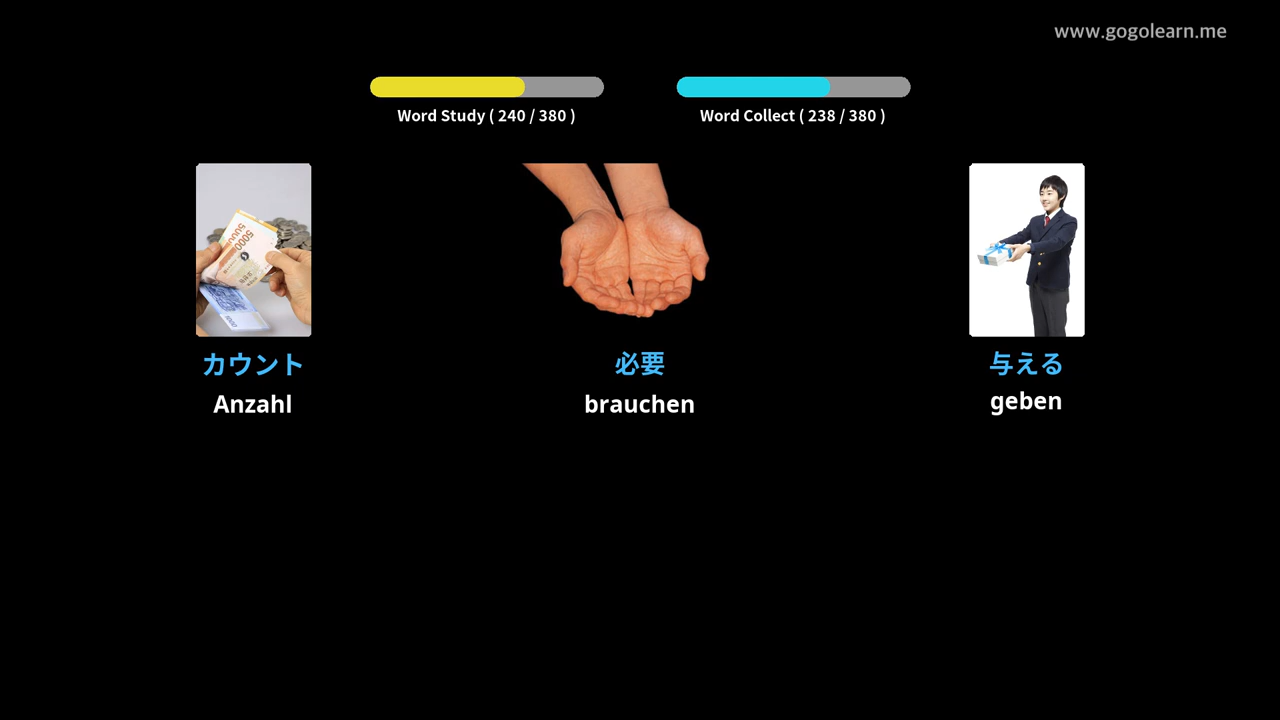 www.gogolearn.me
Word Study ( 240 / 380 )
Word Collect ( 238 / 380 )
カウント
Anzahl
必要
brauchen
与える
geben